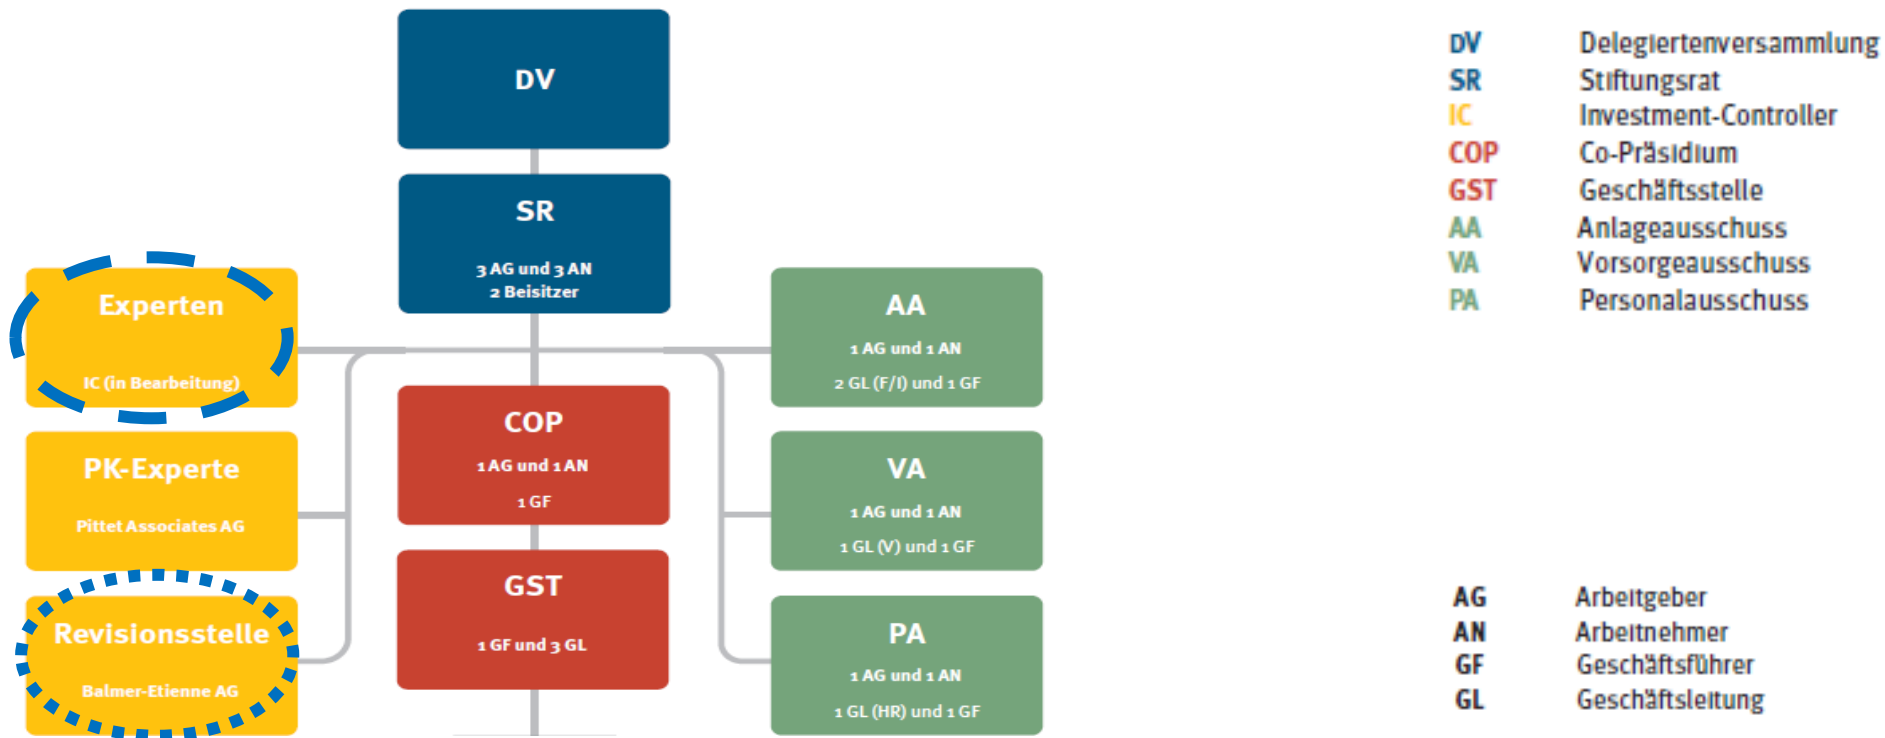 DV
SR
3 AG und 3 AN
2 Beisitzer
Experten
IC (in Bearbeitung)
PK-Experte
Pittet Associates AG
Revisionsstelle
Balmer-Etienne AG
COP
1 AG und 1 AN
1 GF
GST
1 GF und 3 GL
AA
1 AG und 1 AN
2 GL (F/I) und 1 GF
VA
1 AG und 1 AN
1 GL (V) und 1 GF
PA
1 AG und 1 AN
1 GL (HR) und 1 GF
DV Delegiertenversammlung
SR Stiftungsrat
IC Investment-Controller
COP Co-Präsidium
GST Geschäftsstelle
AA Anlageausschuss
VA Vorsorgeausschuss
PA Personalausschuss
AG Arbeitgeber
AN Arbeitnehmer
GF Geschäftsführer
GL Geschäftsleitung